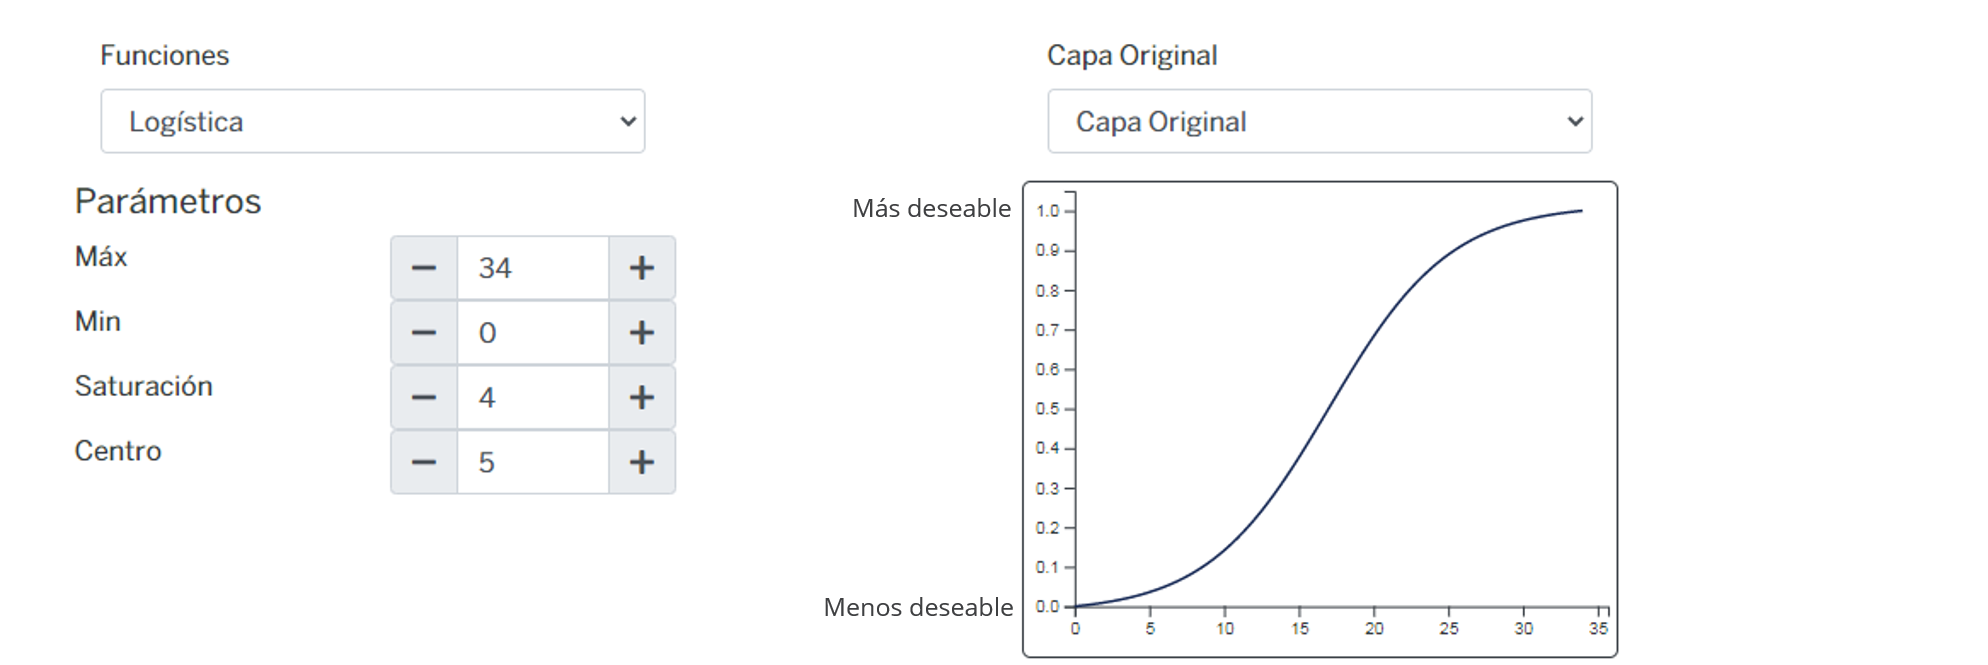 Funciones
Logística
Parámetros
Máx
− 34 +
Min
− 0 +
Saturación
− 4 +
Centro
− 5 +
Capa Original
Capa Original
Más deseable
Menos deseable
1.0
0.9
0.8
0.7
0.6
0.5
0.4
0.3
0.2
0.1
0.0
0 5 10 15 20 25 30 35